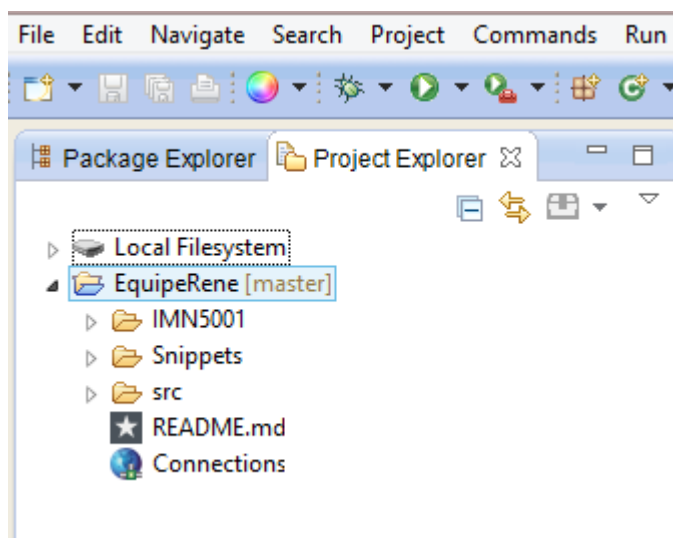 File Edit Navigate Search Project Commands Run
Package Explorer Project Explorer
Local Filesystem
EquipeRene [master]
IMN5001
Snippets
src
README.md
Connections